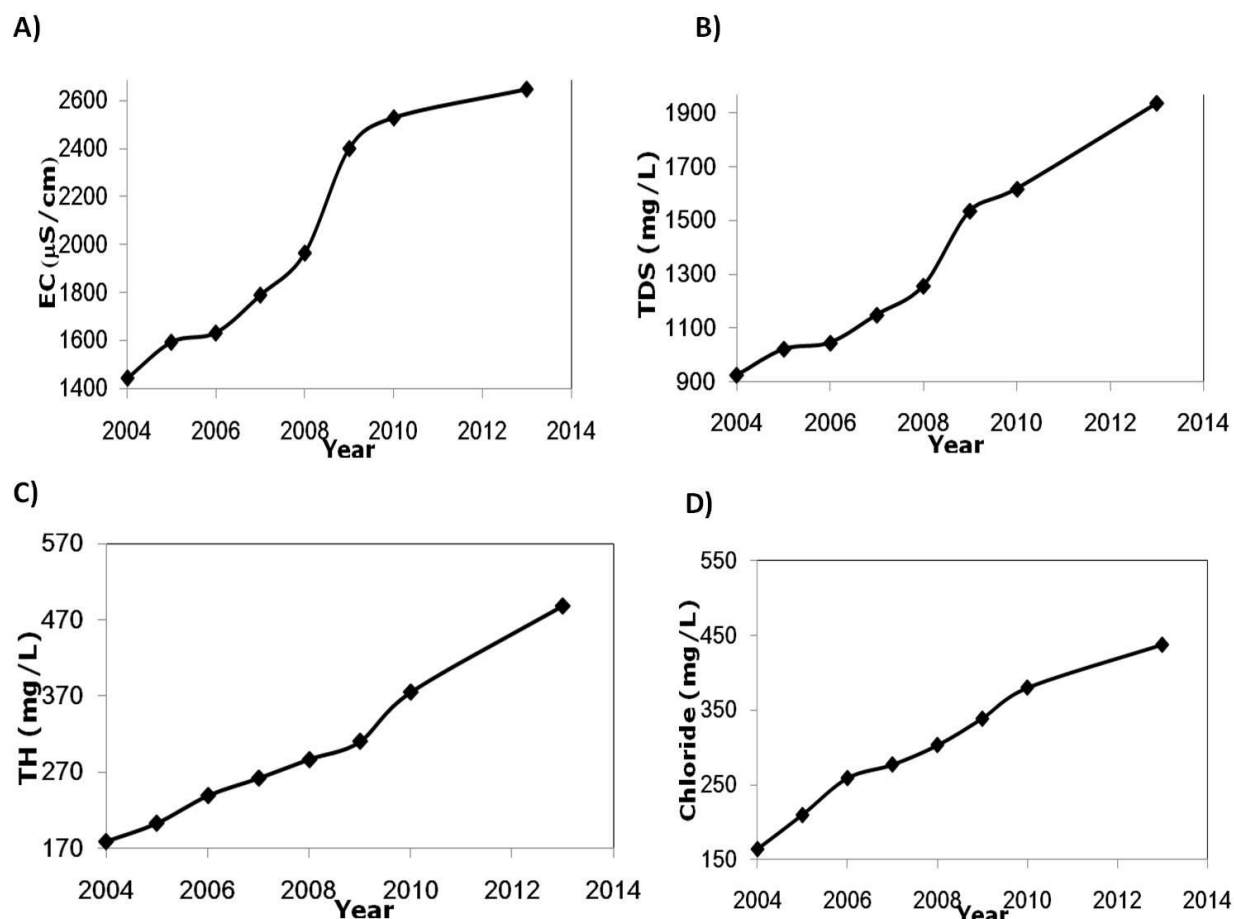 A)
EC (µS/cm)
2600
2400
2200
2000
1800
1600
1400
2004 2006 2008 2010 2012 2014
Year
B)
TDS (mg/L)
1900
1700
1500
1300
1100
900
2004 2006 2008 2010 2012 2014
Year
C)
TH (mg/L)
570
470
370
270
170
2004 2006 2008 2010 2012 2014
Year
D)
Chloride (mg/L)
550
450
350
250
150
2004 2006 2008 2010 2012 2014
Year